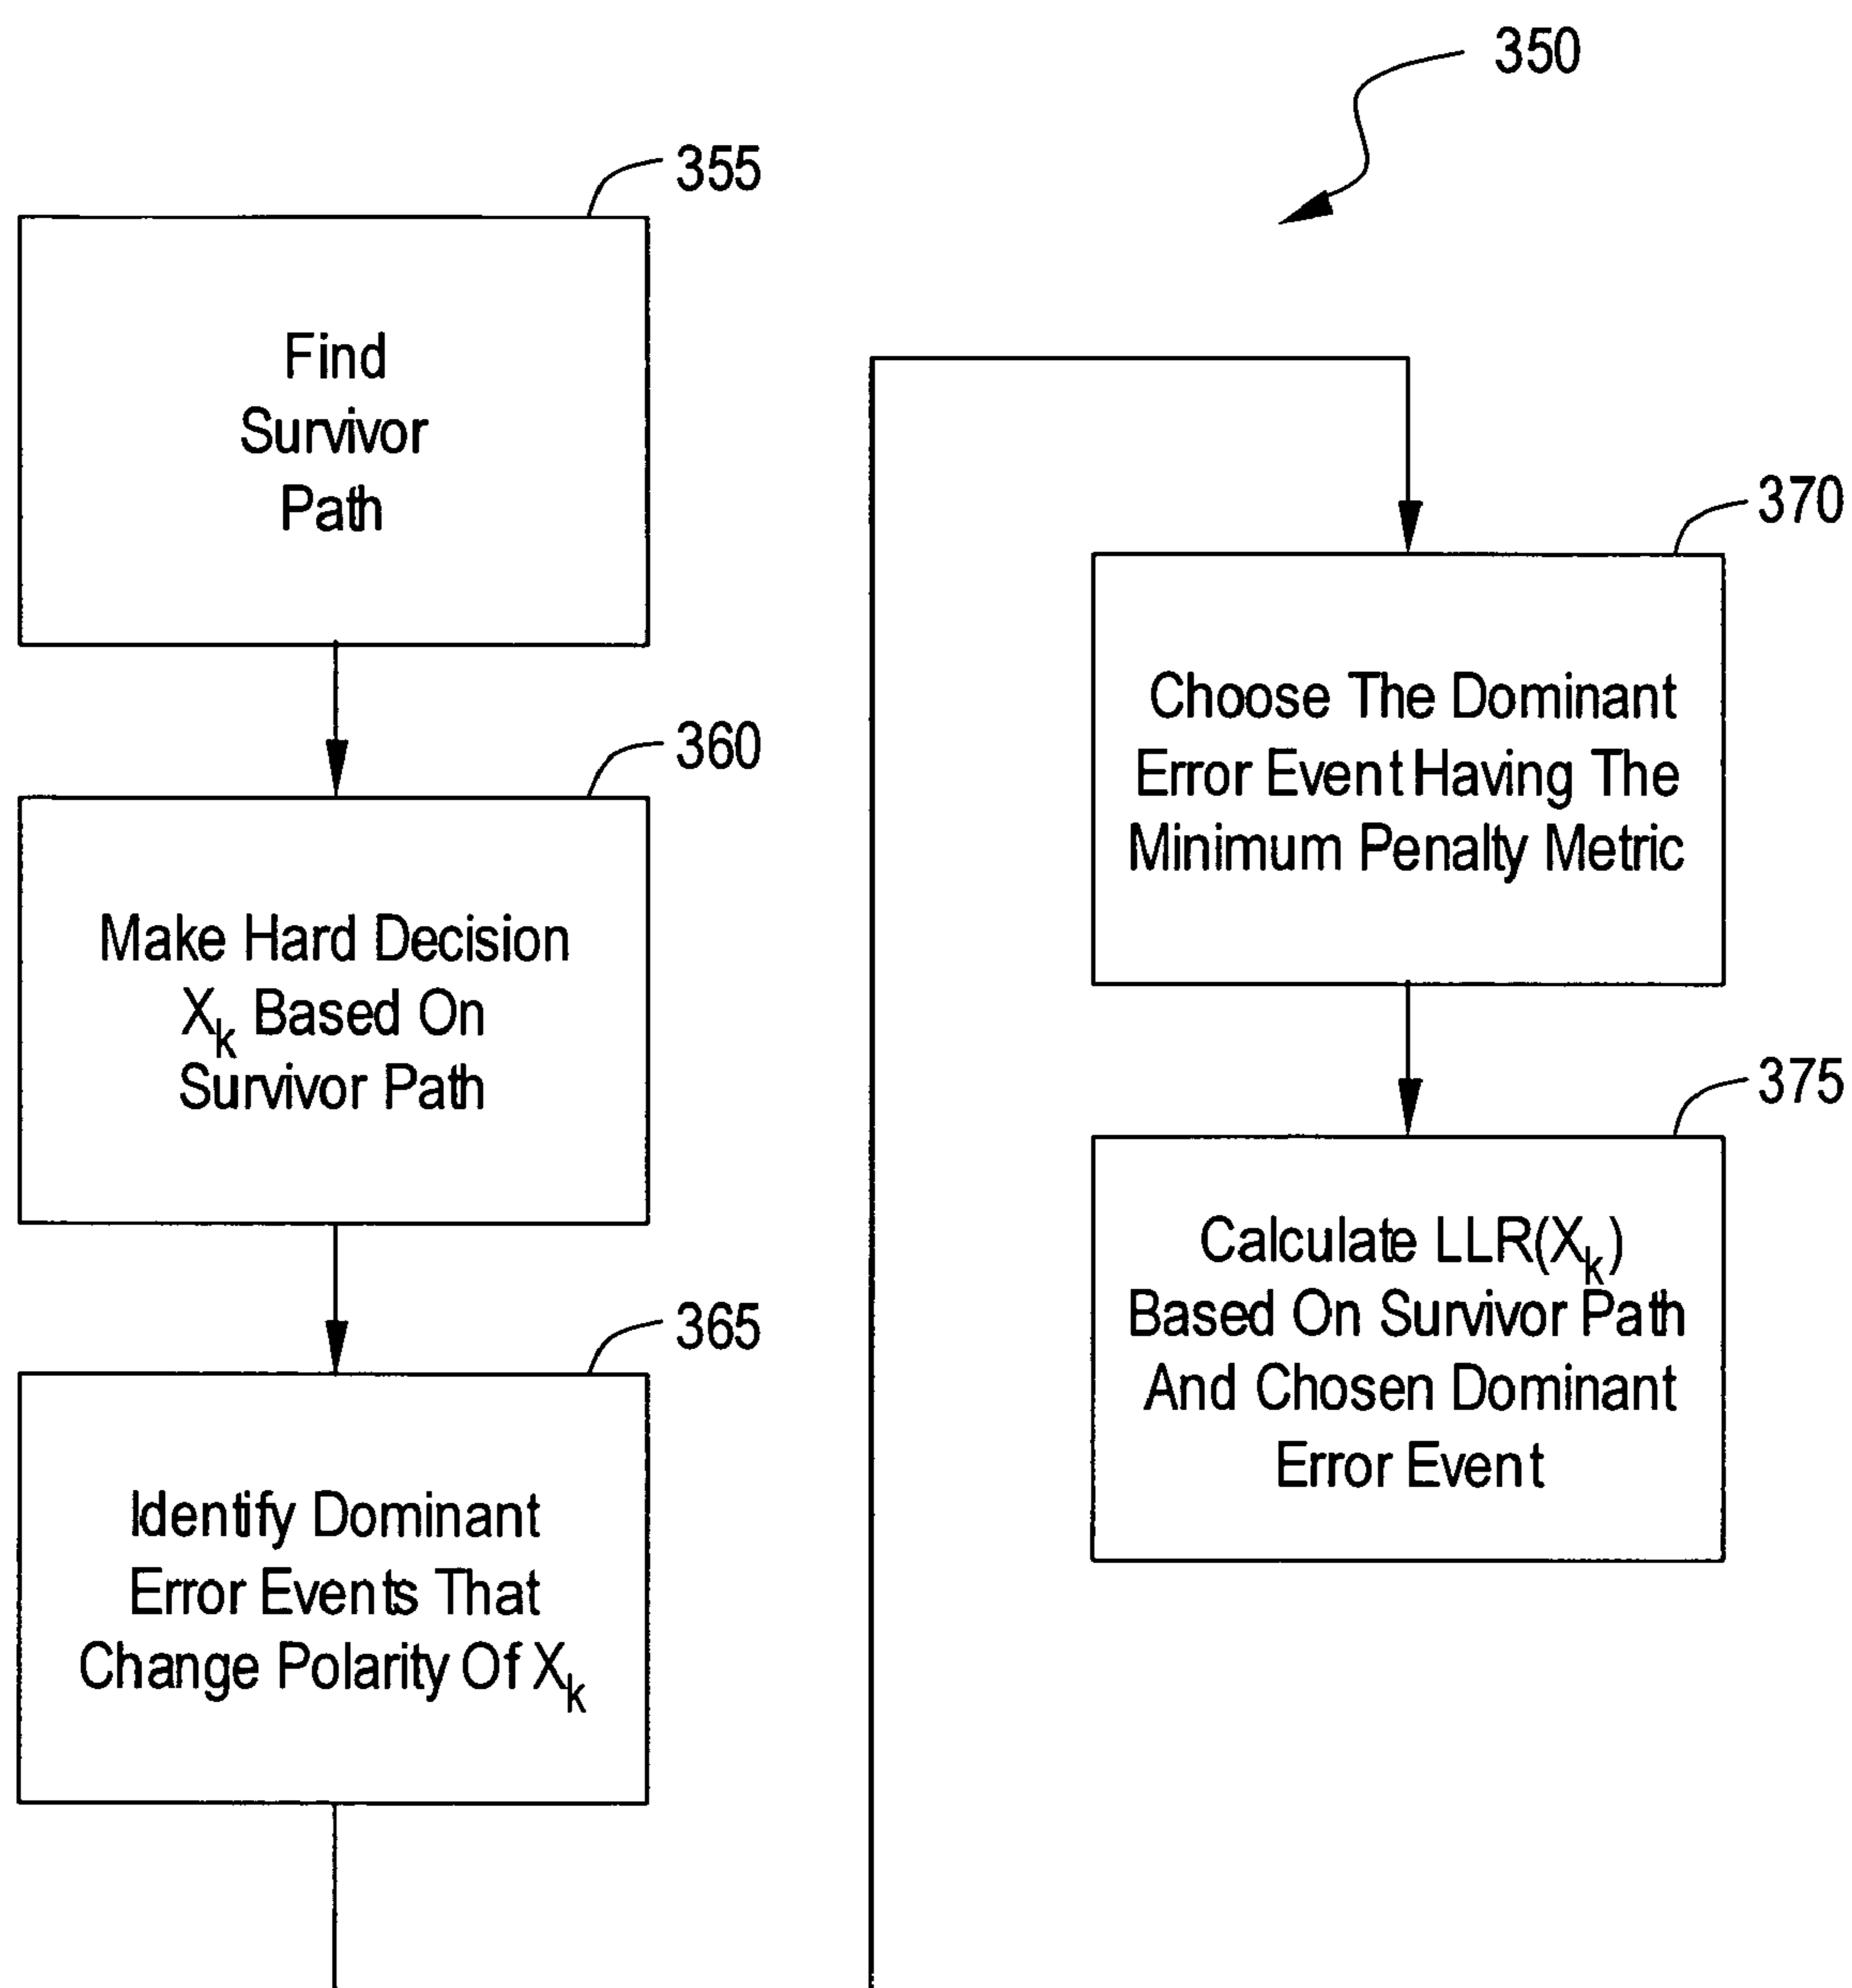 350
355
Find
Survivor
Path
360
Make Hard Decision
Xk Based On
Survivor Path
365
Identify Dominant
Error Events That
Change Polarity Of Xk
370
Choose The Dominant
Error Event Having The
Minimum Penalty Metric
375
Calculate LLR(Xk)
Based On Survivor Path
And Chosen Dominant
Error Event